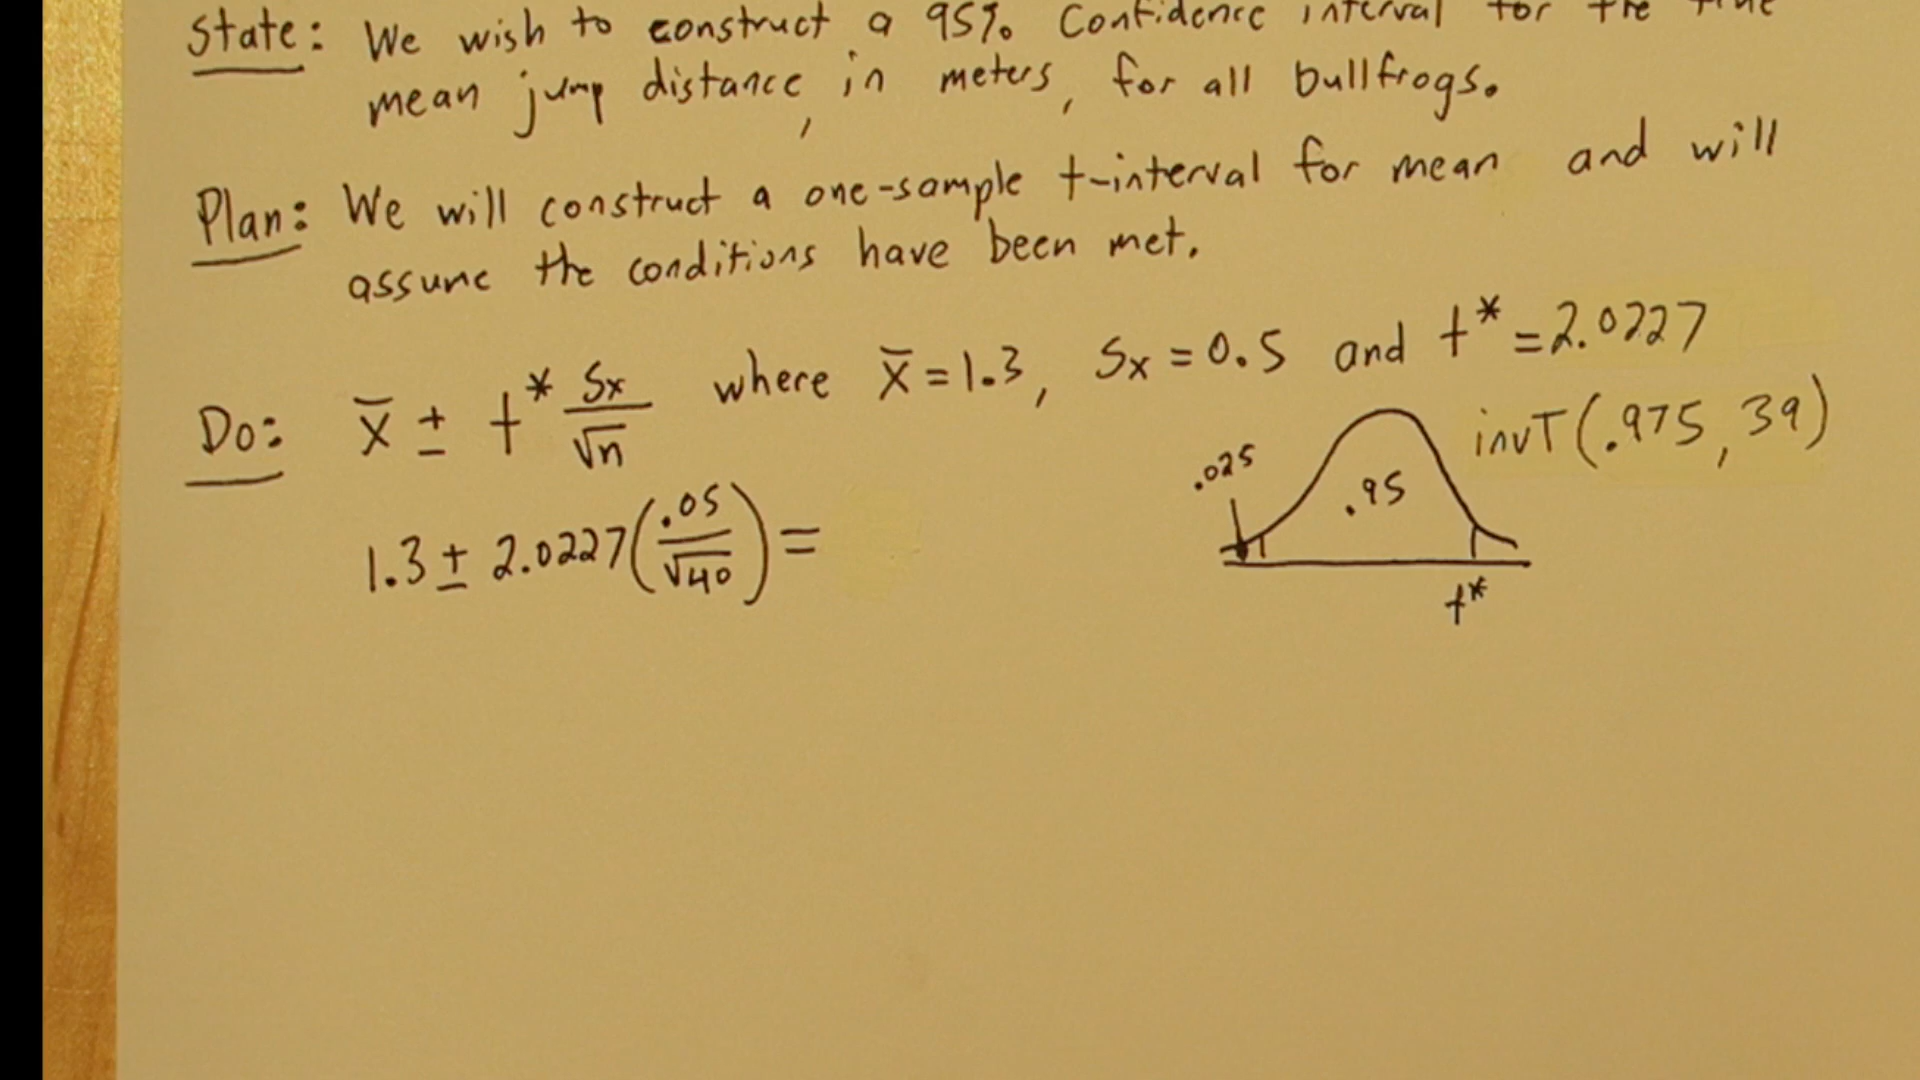 State: We wish to construct a 95% Confidence interval for the true
mean jump distance, in meters, for all bullfrogs.
Plan: We will construct a one-sample t-interval for mean and will
assume the conditions have been met.
Do: x̄ ± t* Sx/√n where x̄ = 1.3, Sx = 0.5 and t* = 2.0227
invT(.975, 39)
1.3 ± 2.0227(.05/√40) =
.025
.95
t*